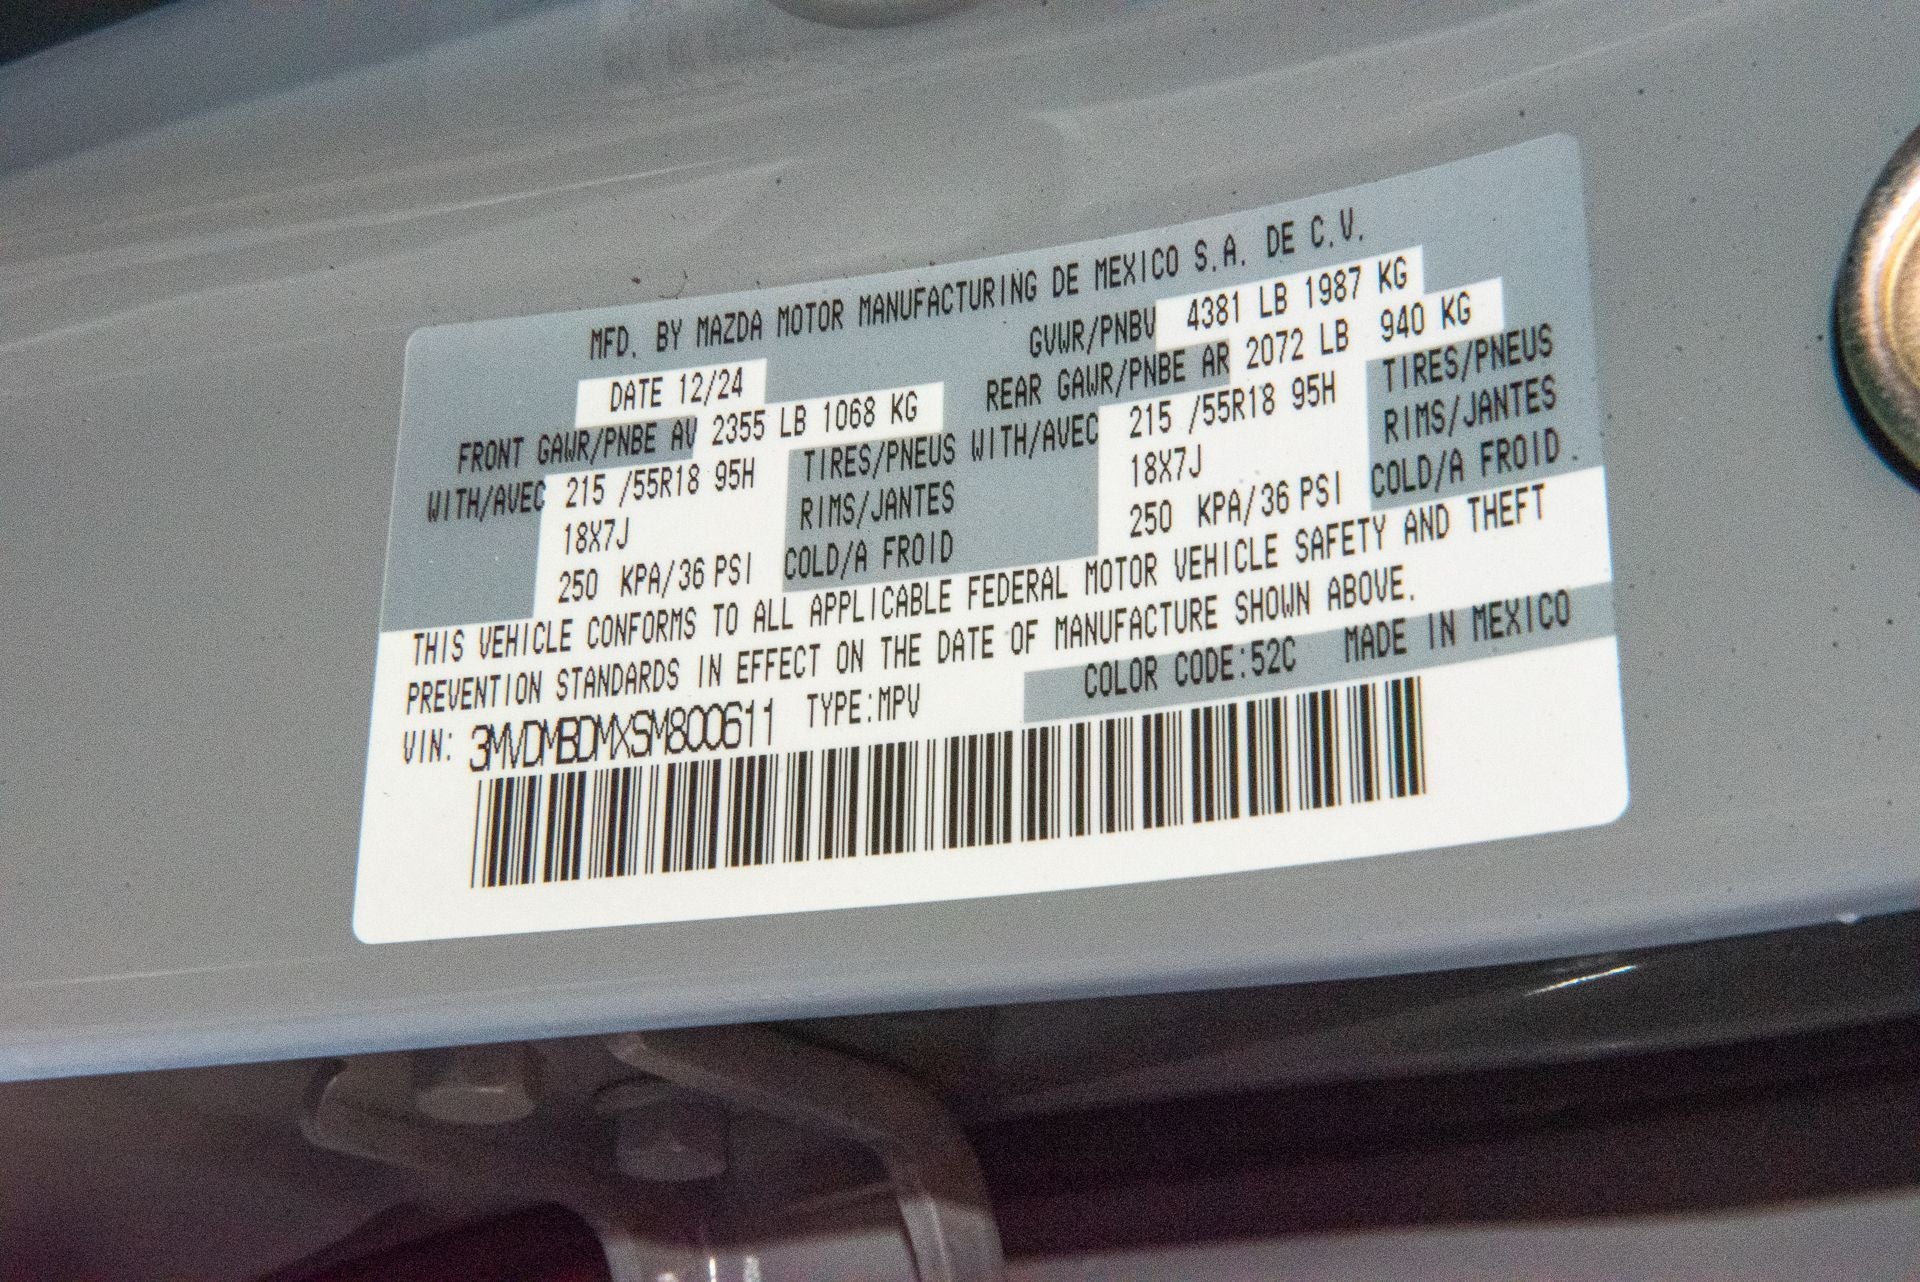 MFD. BY MAZDA MOTOR MANUFACTURING DE MEXICO S.A. DE C.V.
DATE 12/24 GVWR/PNBV 4381 LB 1987 KG
FRONT GAWR/PNBE AV 2355 LB 1068 KG REAR GAWR/PNBE AR 2072 LB 940 KG
WITH/AVEC 215 /55R18 95H TIRES/PNEUS WITH/AVEC 215 /55R18 95H TIRES/PNEUS
18X7J RIMS/JANTES 18X7J RIMS/JANTES
250 KPA/36 PSI COLD/A FROID 250 KPA/36 PSI COLD/A FROID .
THIS VEHICLE CONFORMS TO ALL APPLICABLE FEDERAL MOTOR VEHICLE SAFETY AND THEFT
PREVENTION STANDARDS IN EFFECT ON THE DATE OF MANUFACTURE SHOWN ABOVE.
VIN: 3MVDMBDMXSM800611 TYPE:MPV COLOR CODE:52C MADE IN MEXICO